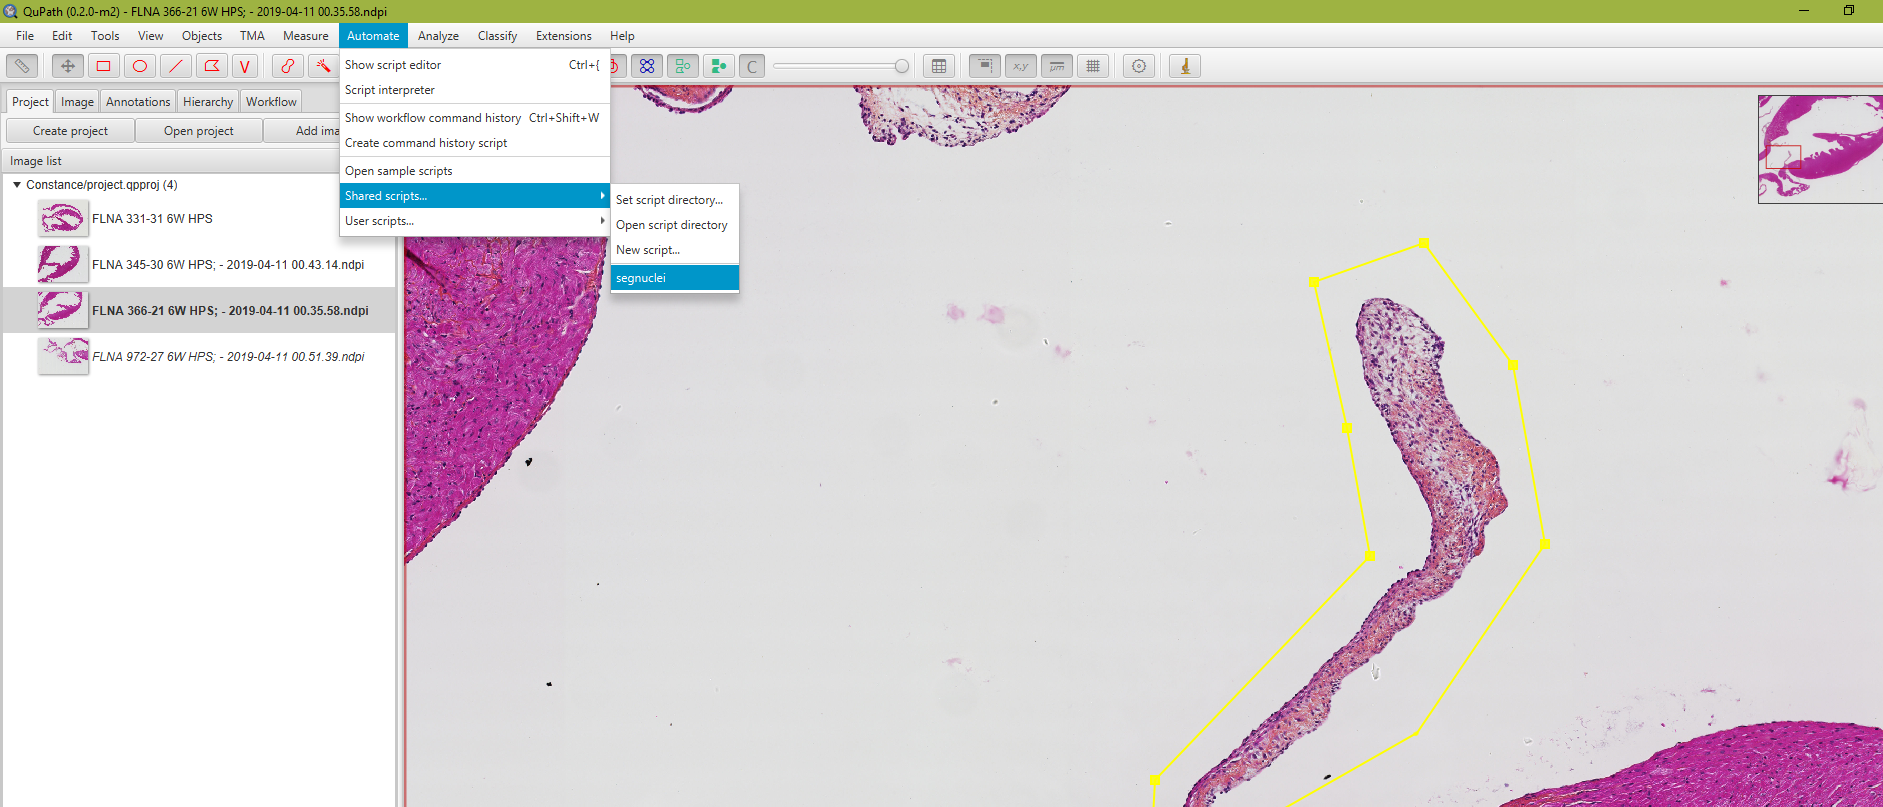 QuPath (0.2.0-m2) - FLNA 366-21 6W HPS; - 2019-04-11 00.35.58.ndpi
File Edit Tools View Objects TMA Measure Automate Analyze Classify Extensions Help
V C x,y μm
Show script editor Ctrl+{
Script interpreter
Show workflow command history Ctrl+Shift+W
Create command history script
Open sample scripts
Shared scripts...
User scripts...
Set script directory...
Open script directory
New script...
segnuclei
Project Image Annotations Hierarchy Workflow
Create project Open project Add ima
Image list
Constance/project.qpproj (4)
FLNA 331-31 6W HPS
FLNA 345-30 6W HPS; - 2019-04-11 00.43.14.ndpi
FLNA 366-21 6W HPS; - 2019-04-11 00.35.58.ndpi
FLNA 972-27 6W HPS; - 2019-04-11 00.51.39.ndpi